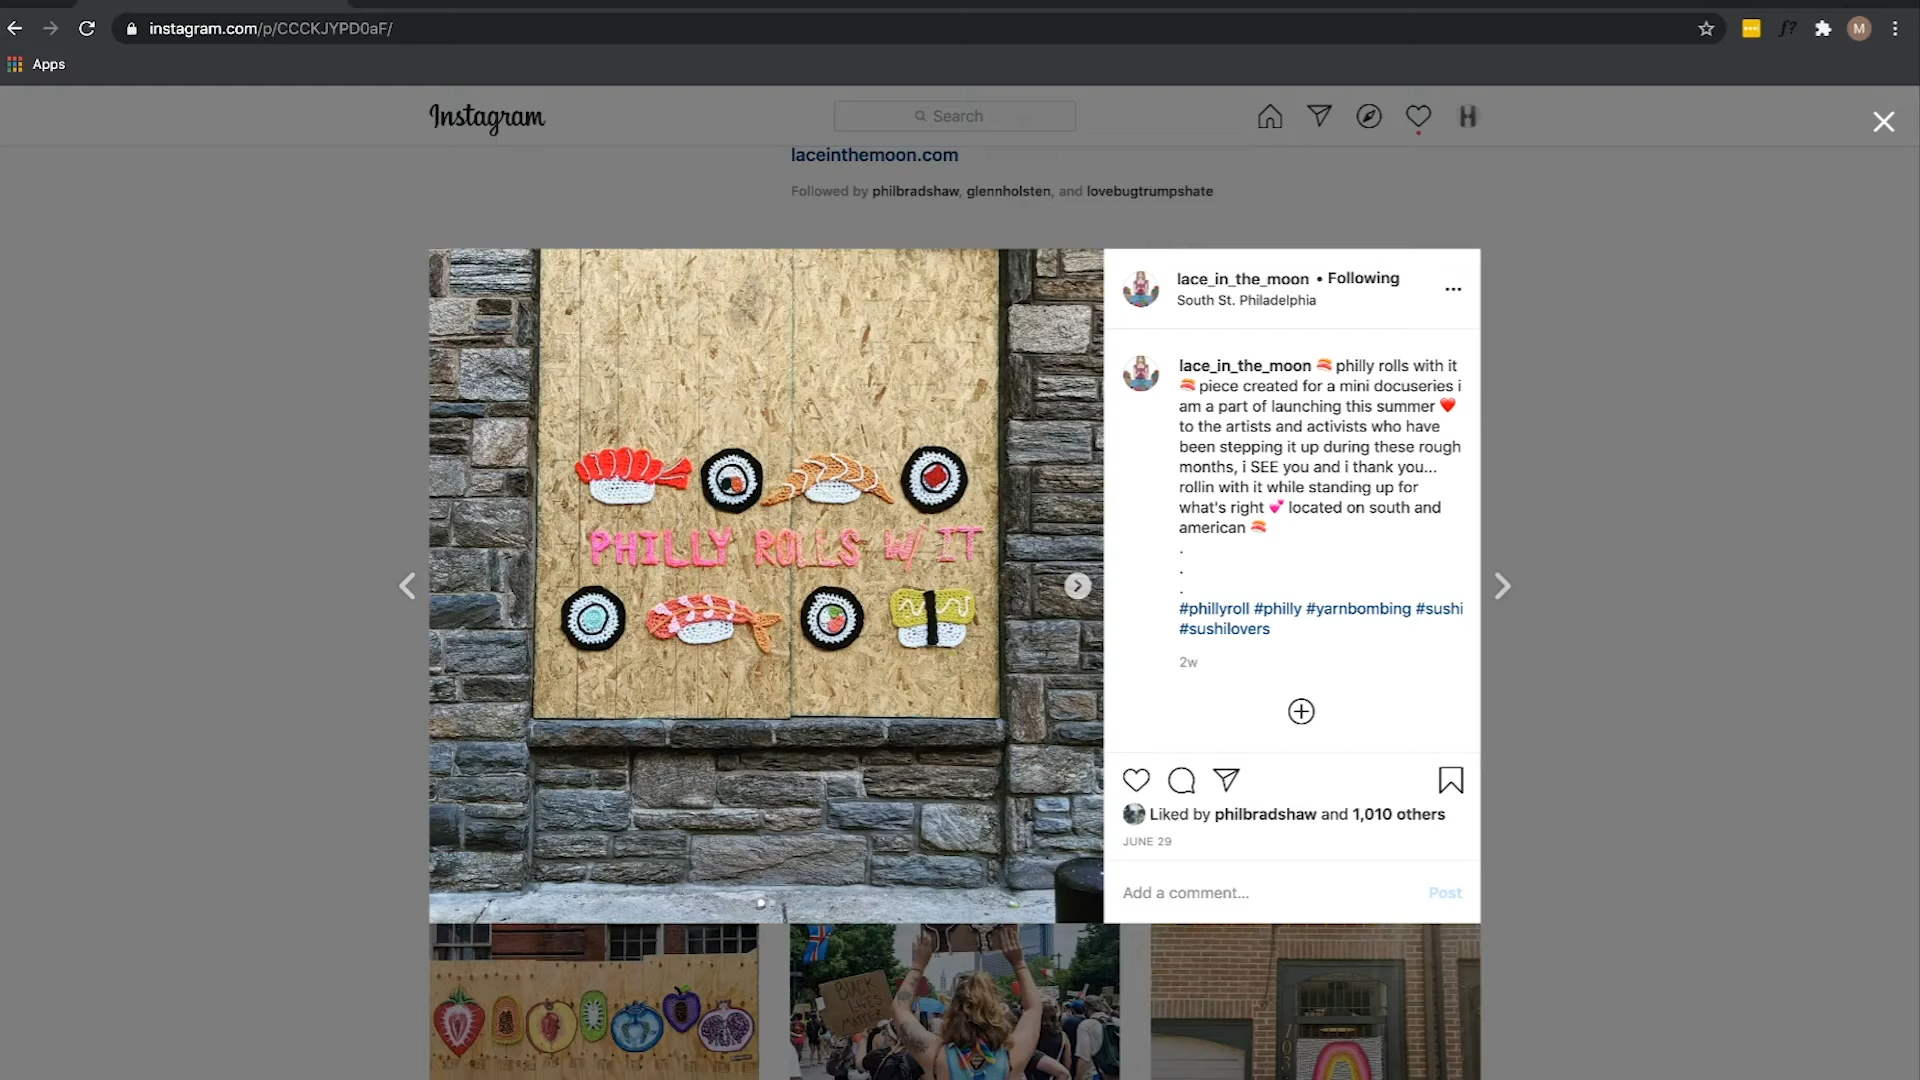 instagram.com/p/CCCKJYPD0aF/
f?
M
Apps
Instagram
Search
H
laceinthemoon.com
Followed by philbradshaw, glennholsten, and lovebugtrumpshate
lace_in_the_moon • Following
South St. Philadelphia
PHILLY ROLLS W/ IT
lace_in_the_moon 🍣 philly rolls with it
🍣 piece created for a mini docuseries i
am a part of launching this summer ❤️
to the artists and activists who have
been stepping it up during these rough
months, i SEE you and i thank you...
rollin with it while standing up for
what's right 💕 located on south and
american 🍣
.
.
.
#phillyroll #philly #yarnbombing #sushi
#sushilovers
2w
Liked by philbradshaw and 1,010 others
JUNE 29
Add a comment...
Post
BLACK
LIVES
MATTER